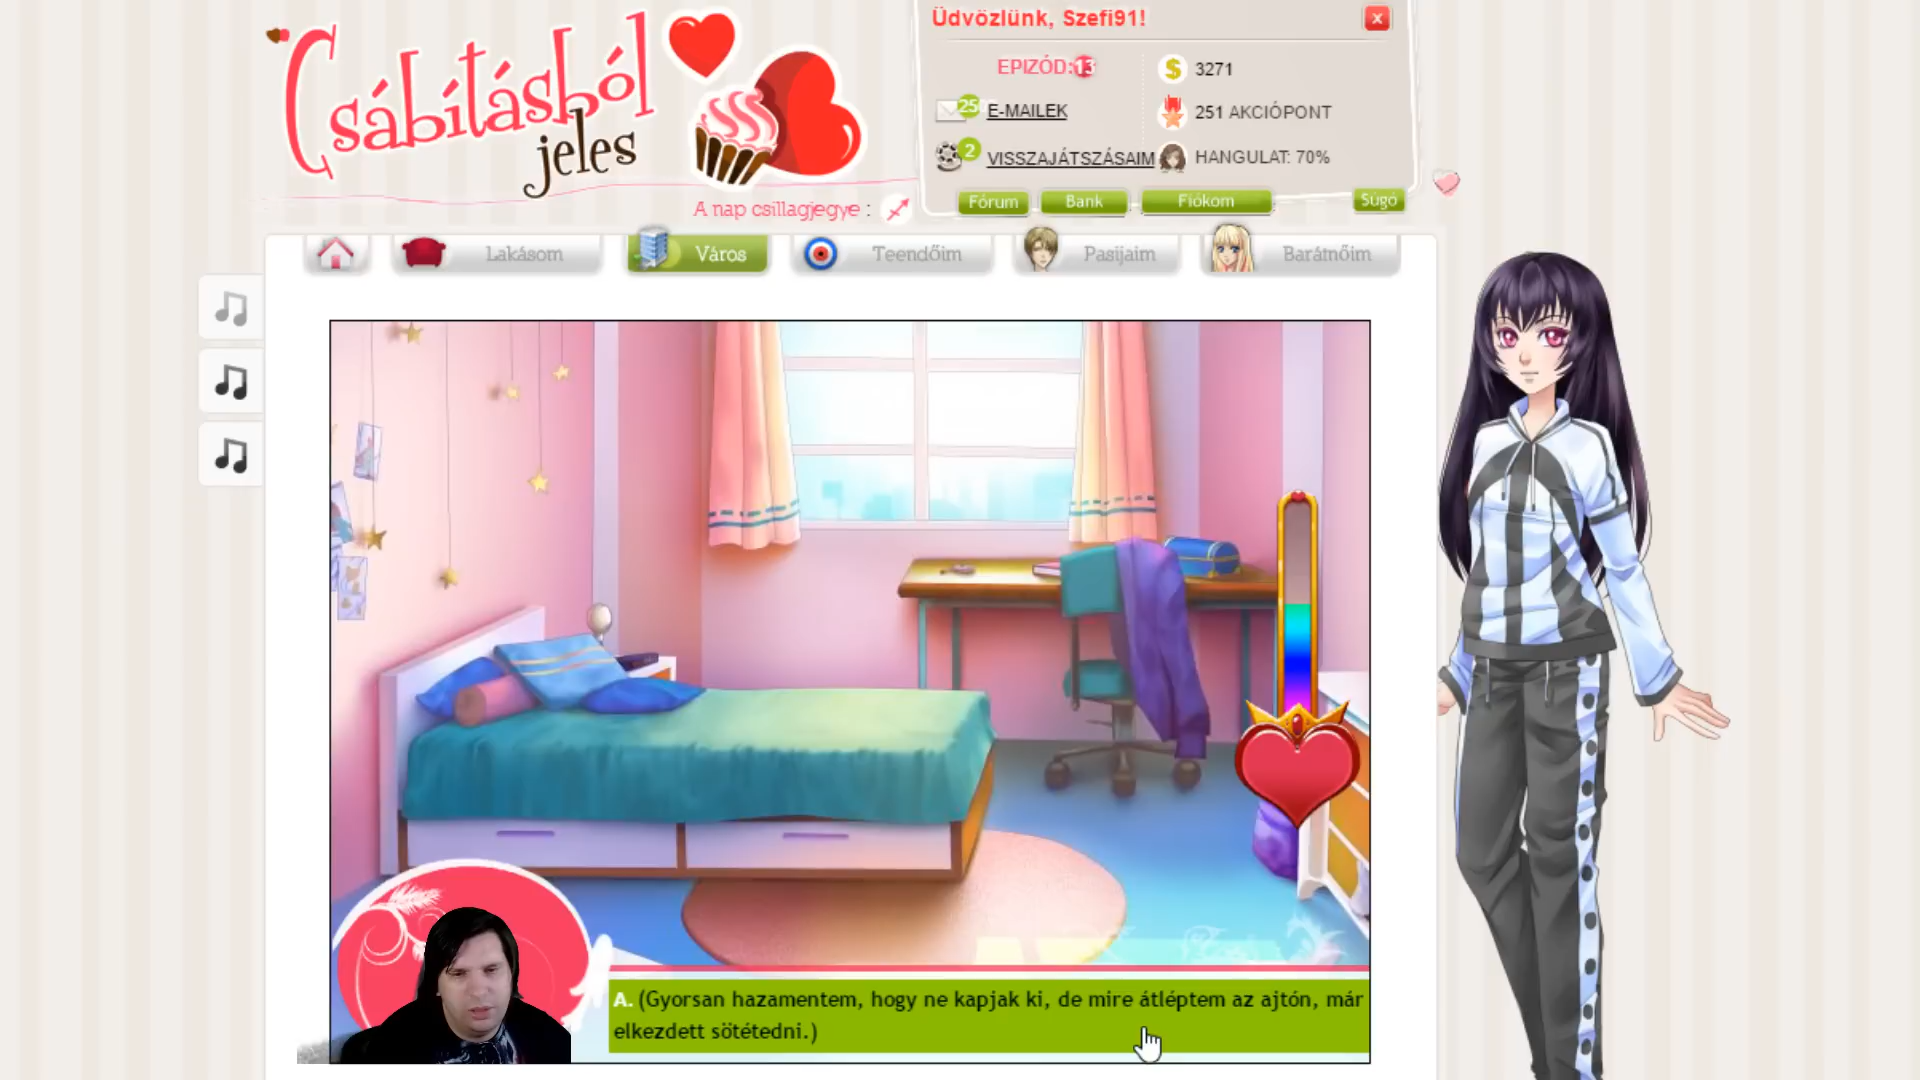 Csábításból
jeles
A nap csillagjegye :
Üdvözlünk, Szefi91!
x
EPIZÓD:13
$ 3271
25 E-MAILEK
251 AKCIÓPONT
2 VISSZAJÁTSZÁSAIM
HANGULAT: 70%
Fórum
Bank
Fiókom
Súgó
Lakásom
Város
Teendőim
Pasijaim
Barátnőim
A. (Gyorsan hazamentem, hogy ne kapjak ki, de mire átléptem az ajtón, már
elkezdett sötétedni.)